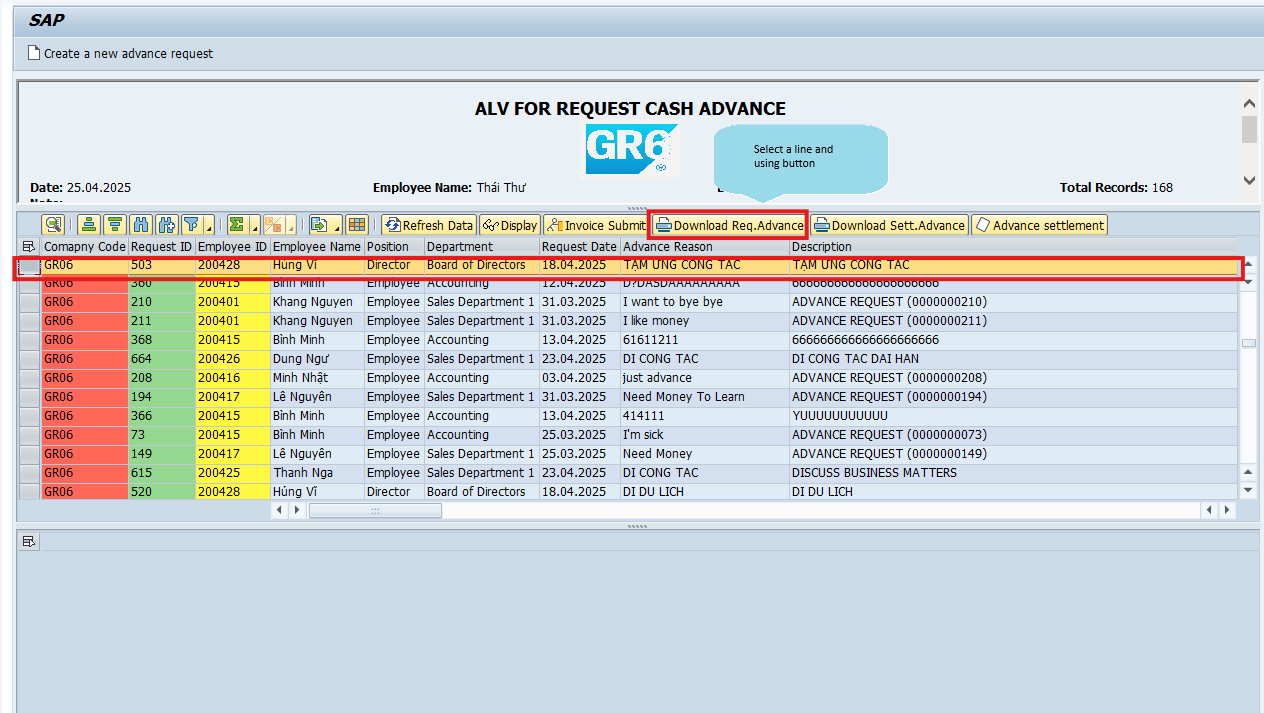 SAP
Create a new advance request
ALV FOR REQUEST CASH ADVANCE
GR6
Select a line and
using button
Date: 25.04.2025 Employee Name: Thái Thư Total Records: 168
Refresh Data Display Invoice Submit Download Req.Advance Download Sett.Advance Advance settlement
Comapny Code Request ID Employee ID Employee Name Position Department Request Date Advance Reason Description
GR06 503 200428 Hùng Vĩ Director Board of Directors 18.04.2025 TẠM ỨNG CÔNG TÁC TẠM ỨNG CÔNG TÁC
GR06 360 200415 Bình Minh Employee Accounting 12.04.2025 D?DASDAAAAAAAAA 666666666666666666666
GR06 210 200401 Khang Nguyen Employee Sales Department 1 31.03.2025 I want to bye bye ADVANCE REQUEST (0000000210)
GR06 211 200401 Khang Nguyen Employee Sales Department 1 31.03.2025 I like money ADVANCE REQUEST (0000000211)
GR06 368 200415 Bình Minh Employee Accounting 13.04.2025 61611211 666666666666666666666
GR06 664 200426 Dung Ngư Employee Sales Department 1 23.04.2025 DI CONG TAC DI CONG TAC DAI HAN
GR06 208 200416 Minh Nhật Employee Accounting 03.04.2025 just advance ADVANCE REQUEST (0000000208)
GR06 194 200417 Lê Nguyên Employee Sales Department 1 31.03.2025 Need Money To Learn ADVANCE REQUEST (0000000194)
GR06 366 200415 Bình Minh Employee Accounting 13.04.2025 414111 YUUUUUUUUUUU
GR06 73 200415 Bình Minh Employee Accounting 25.03.2025 I'm sick ADVANCE REQUEST (0000000073)
GR06 149 200417 Lê Nguyên Employee Sales Department 1 25.03.2025 Need Money ADVANCE REQUEST (0000000149)
GR06 615 200425 Thanh Nga Employee Sales Department 1 23.04.2025 DI CONG TAC DISCUSS BUSINESS MATTERS
GR06 520 200428 Hùng Vĩ Director Board of Directors 18.04.2025 DI DU LICH DI DU LICH